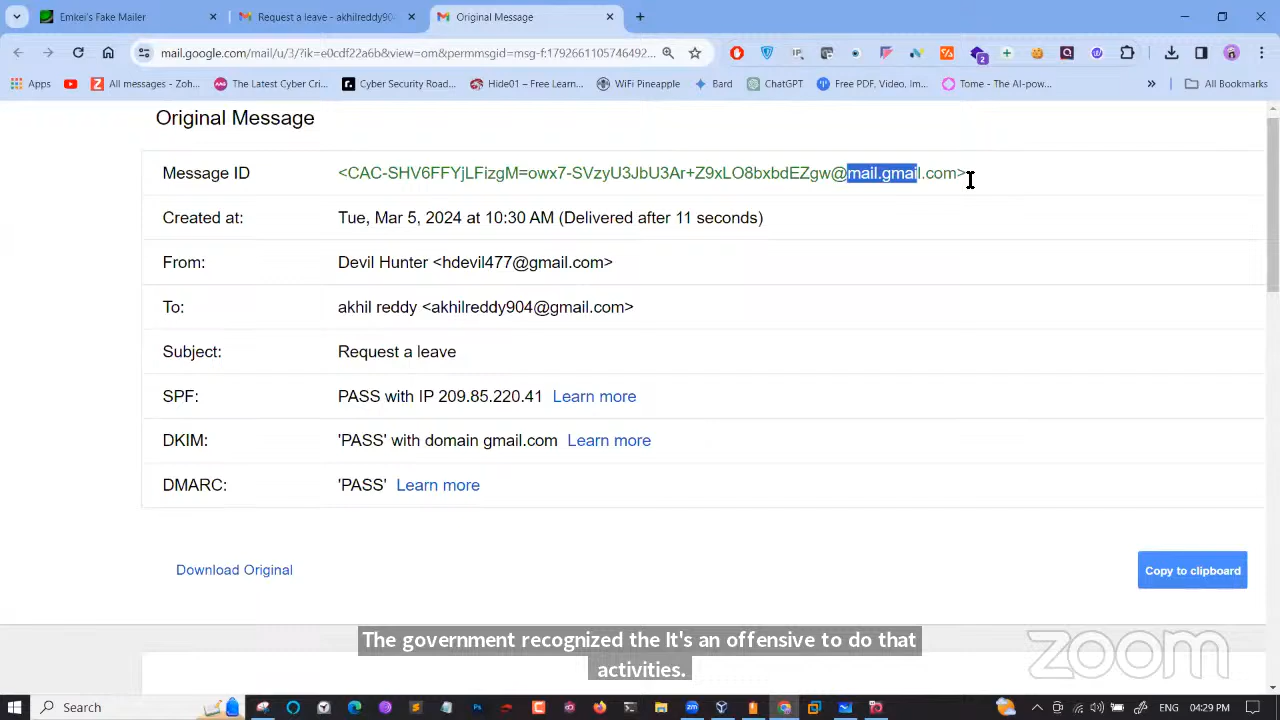 Emkei's Fake Mailer
Request a leave - akhilreddy90
Original Message
mail.google.com/mail/u/3/?ik=e0cdf22a6b&view=om&permmsgid=msg-f:1792661105746492...
Apps
All messages - Zoh...
The Latest Cyber Cri...
Cyber Security Road...
Hide01 – Free Learn...
WiFi Pineapple
Bard
ChatGPT
Free PDF, Video, Im...
Tome - The AI-pow...
All Bookmarks
Original Message
Message ID <CAC-SHV6FFYjLFizgM=owx7-SVzyU3JbU3Ar+Z9xLO8bxbdEZgw@mail.gmail.com>
Created at: Tue, Mar 5, 2024 at 10:30 AM (Delivered after 11 seconds)
From: Devil Hunter <hdevil477@gmail.com>
To: akhil reddy <akhilreddy904@gmail.com>
Subject: Request a leave
SPF: PASS with IP 209.85.220.41 Learn more
DKIM: 'PASS' with domain gmail.com Learn more
DMARC: 'PASS' Learn more
Download Original
Copy to clipboard
The government recognized the It's an offensive to do that
activities.
zoom
Search
ENG 04:29 PM